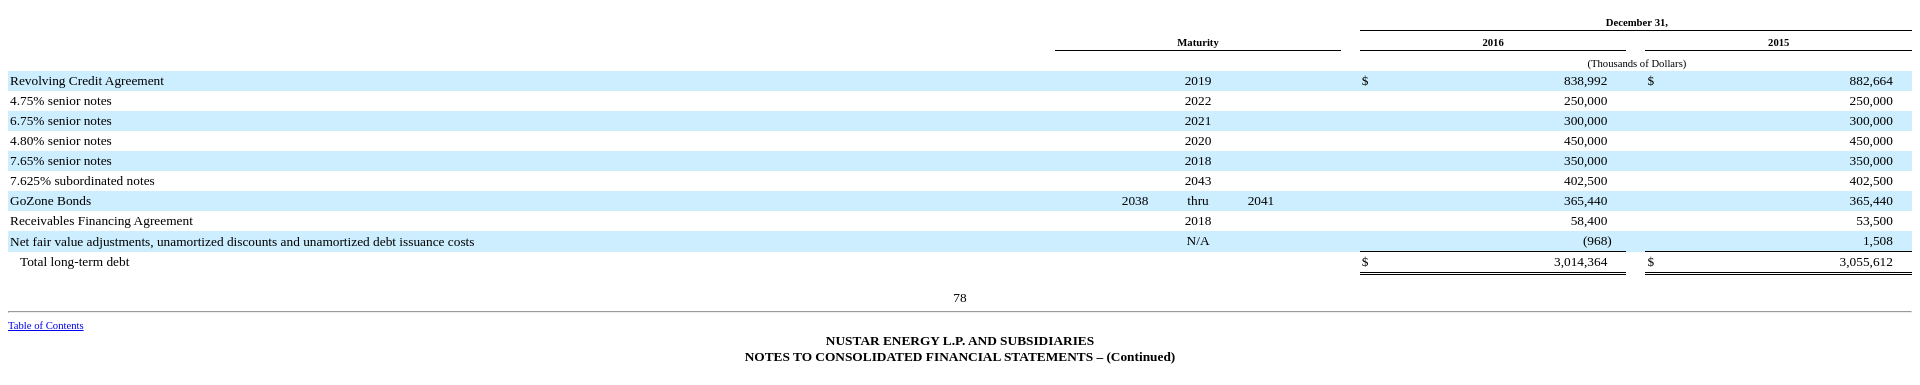 December 31,
Maturity 2016 2015
(Thousands of Dollars)
Revolving Credit Agreement 2019 $ 838,992 $ 882,664
4.75% senior notes 2022 250,000 250,000
6.75% senior notes 2021 300,000 300,000
4.80% senior notes 2020 450,000 450,000
7.65% senior notes 2018 350,000 350,000
7.625% subordinated notes 2043 402,500 402,500
GoZone Bonds 2038 thru 2041 365,440 365,440
Receivables Financing Agreement 2018 58,400 53,500
Net fair value adjustments, unamortized discounts and unamortized debt issuance costs N/A (968) 1,508
Total long-term debt $ 3,014,364 $ 3,055,612
78
Table of Contents
NUSTAR ENERGY L.P. AND SUBSIDIARIES
NOTES TO CONSOLIDATED FINANCIAL STATEMENTS – (Continued)